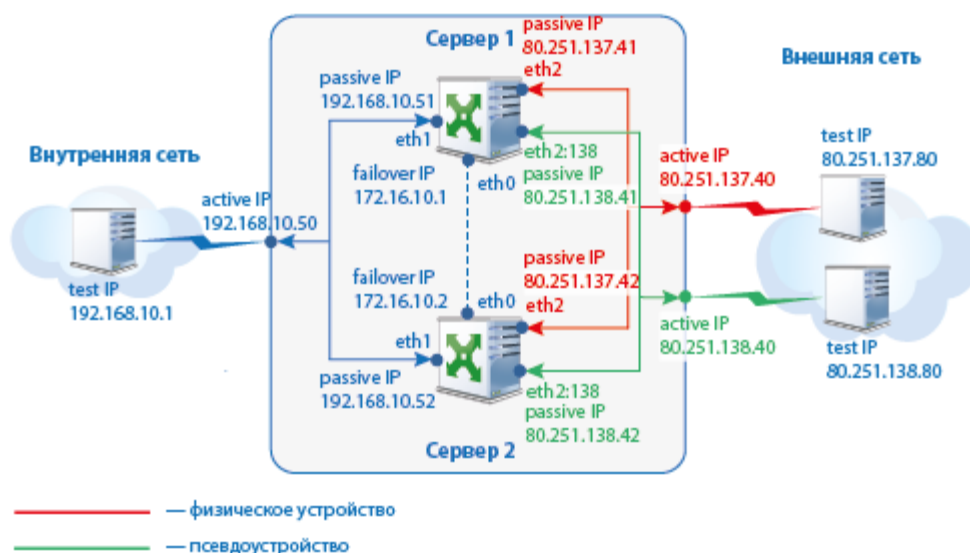 Сервер 1
passive IP
80.251.137.41
eth2
Внешняя сеть
passive IP
192.168.10.51
eth1
Внутренняя сеть
test IP
80.251.137.80
eth2:138
passive IP
80.251.138.41
active IP
80.251.137.40
failover IP
172.16.10.1
eth0
active IP
192.168.10.50
passive IP
80.251.137.42
eth2
failover IP
172.16.10.2
eth0
test IP
192.168.10.1
eth1
active IP
80.251.138.40
test IP
80.251.138.80
passive IP
192.168.10.52
eth2:138
passive IP
80.251.138.42
Сервер 2
— физическое устройство
— псевдоустройство